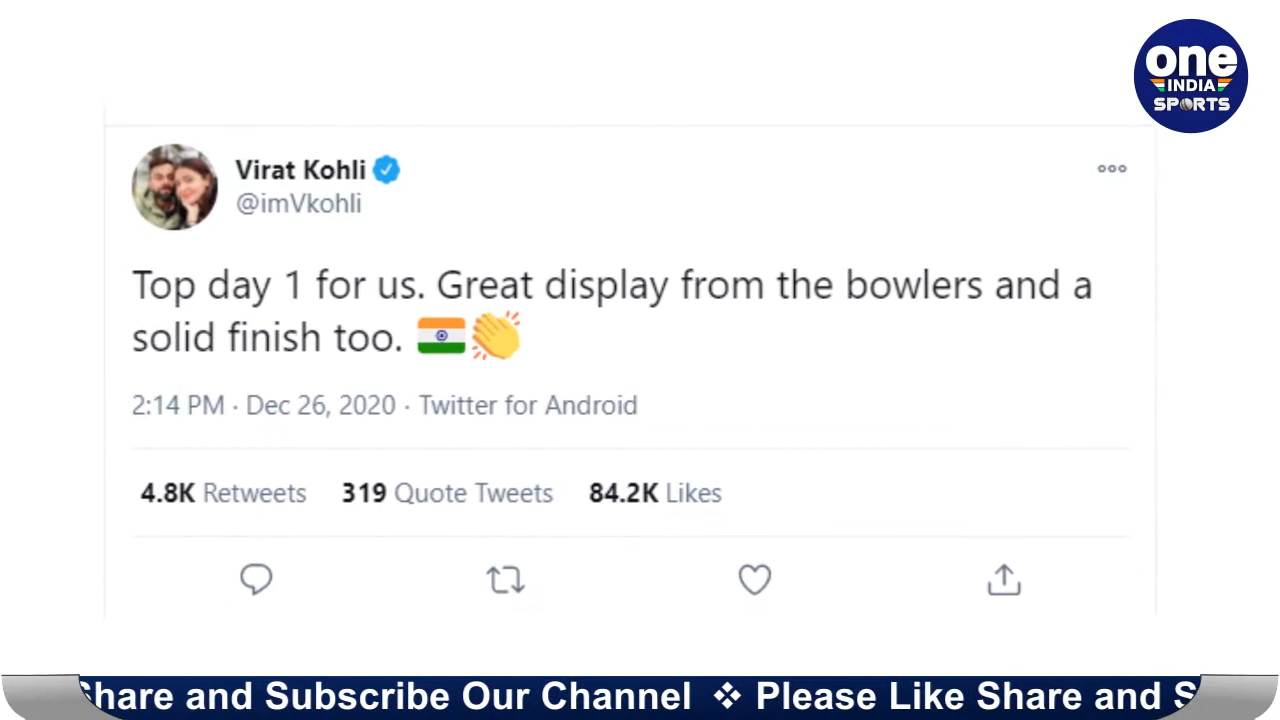 one
INDIA
SPORTS
Virat Kohli
@imVkohli
Top day 1 for us. Great display from the bowlers and a
solid finish too. 🇮🇳👏
2:14 PM · Dec 26, 2020 · Twitter for Android
4.8K Retweets 319 Quote Tweets 84.2K Likes
Share and Subscribe Our Channel ❖ Please Like Share and S